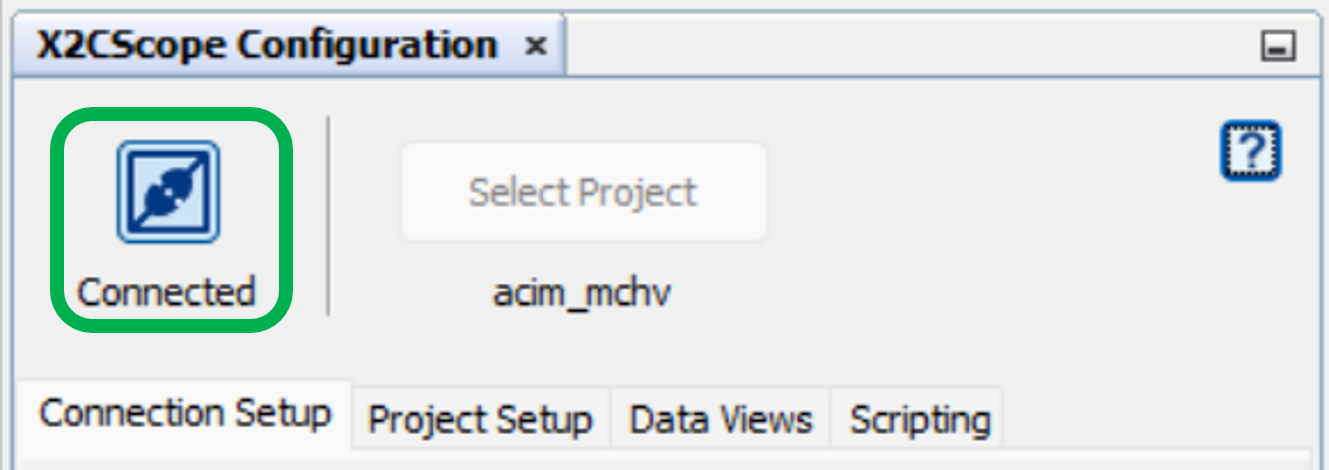 X2CScope Configuration ×
?
Select Project
Connected
acim_mchv
Connection Setup
Project Setup
Data Views
Scripting